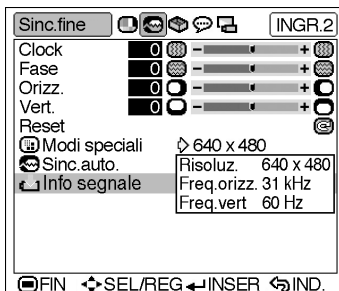 Sinc.fine INGR.2
Clock 0 - +
Fase 0 - +
Orizz. 0 - +
Vert. 0 - +
Reset
Modi speciali 640 x 480
Sinc.auto. Risoluz. 640 x 480
Info segnale Freq.orizz. 31 kHz
Freq.vert 60 Hz
FIN SEL/REG INSER IND.